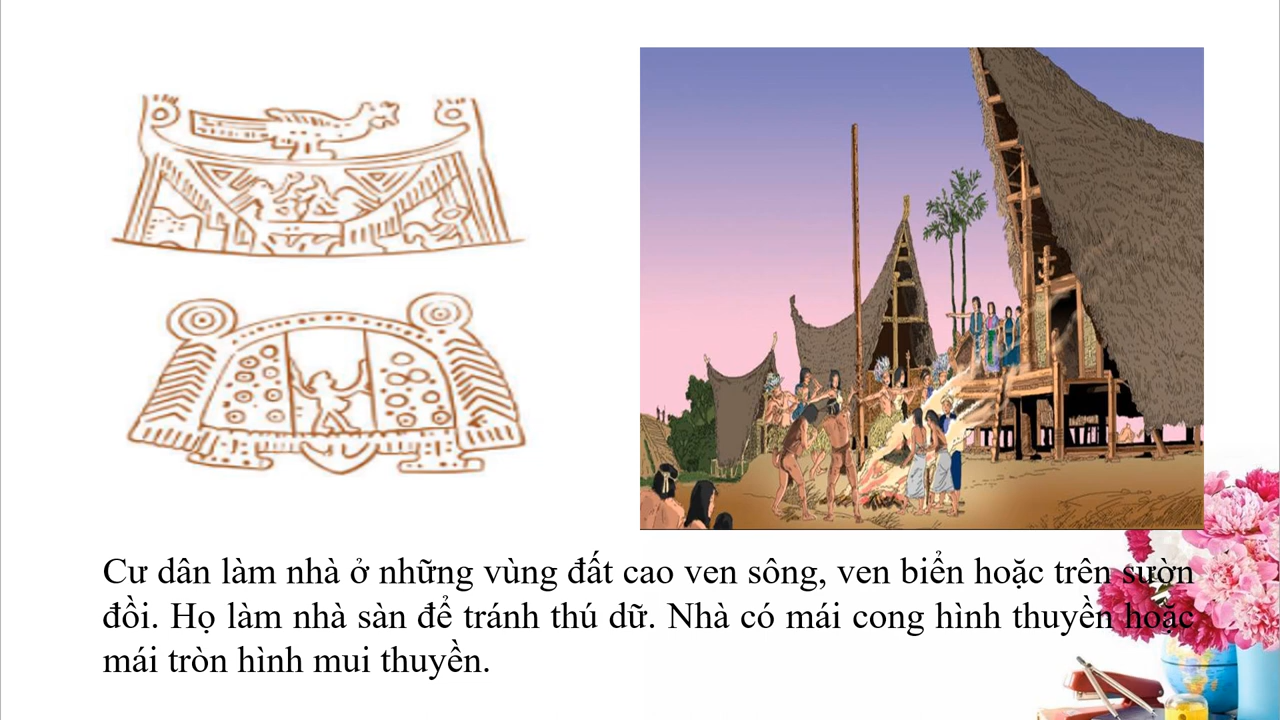 Cư dân làm nhà ở những vùng đất cao ven sông, ven biển hoặc trên sườn
đồi. Họ làm nhà sàn để tránh thú dữ. Nhà có mái cong hình thuyền hoặc
mái tròn hình mui thuyền.